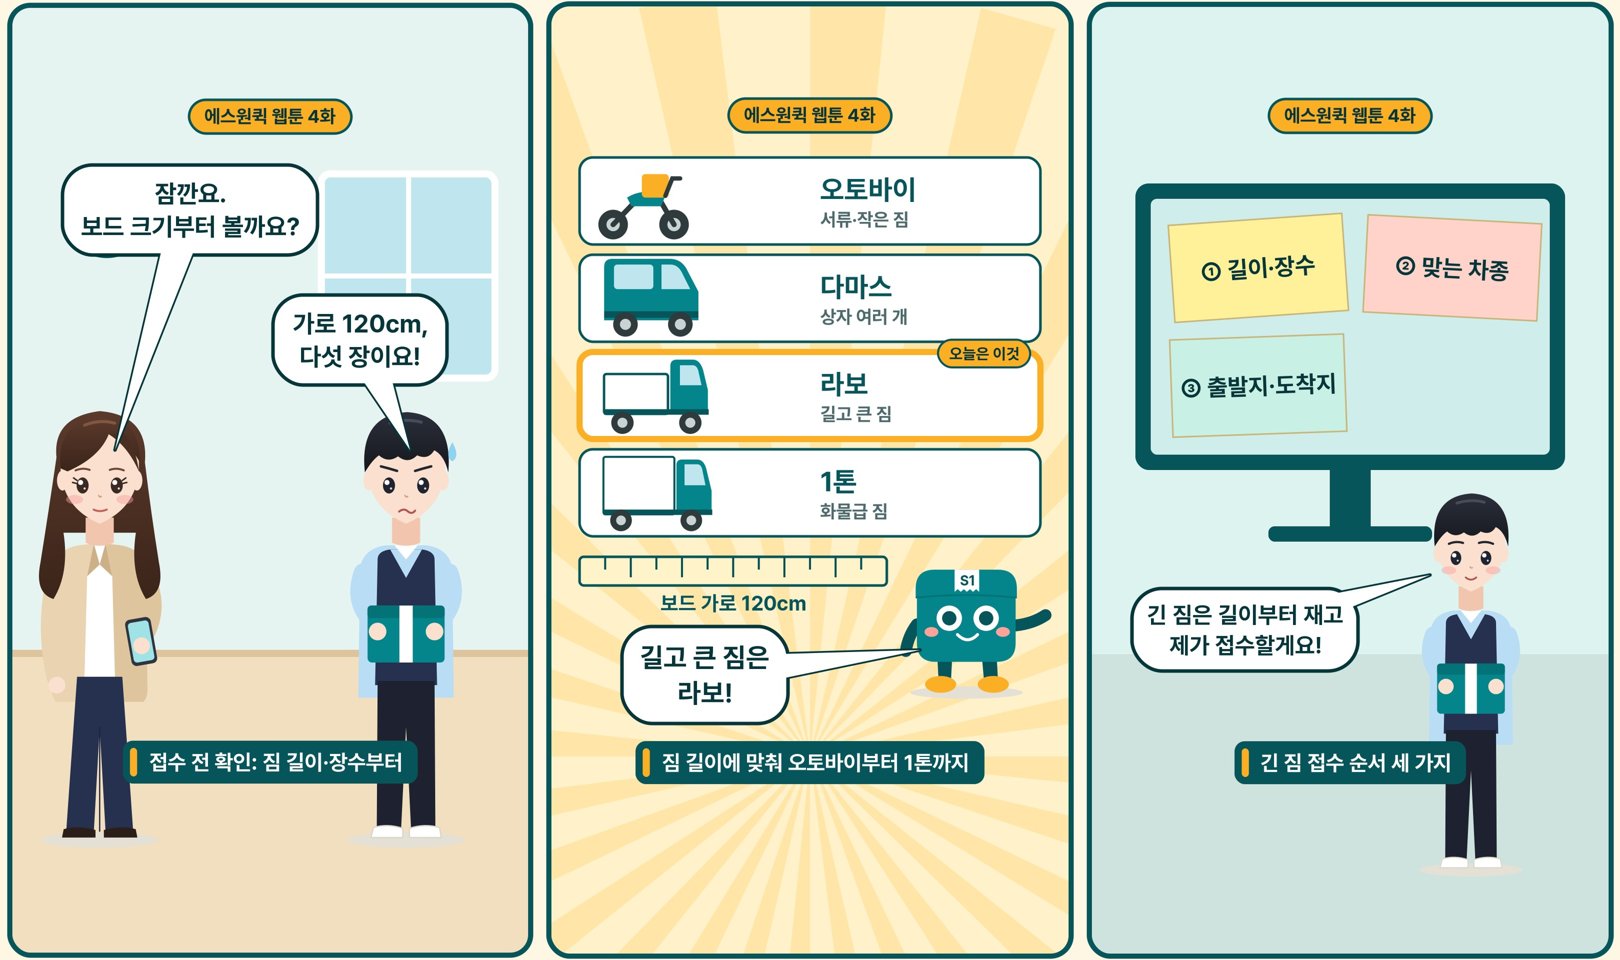 에스원퀵 웹툰 4화
잠깐요.
보드 크기부터 볼까요?
가로 120cm,
다섯 장이요!
접수 전 확인: 짐 길이·장수부터
에스원퀵 웹툰 4화
오토바이
서류·작은 짐
다마스
상자 여러 개
오늘은 이것
라보
길고 큰 짐
1톤
화물급 짐
보드 가로 120cm
S1
길고 큰 짐은
라보!
짐 길이에 맞춰 오토바이부터 1톤까지
에스원퀵 웹툰 4화
① 길이·장수
② 맞는 차종
③ 출발지·도착지
긴 짐은 길이부터 재고
제가 접수할게요!
긴 짐 접수 순서 세 가지